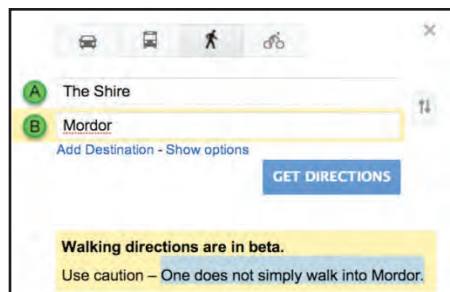 A The Shire
B Mordor
Add Destination - Show options
GET DIRECTIONS
Walking directions are in beta.
Use caution – One does not simply walk into Mordor.